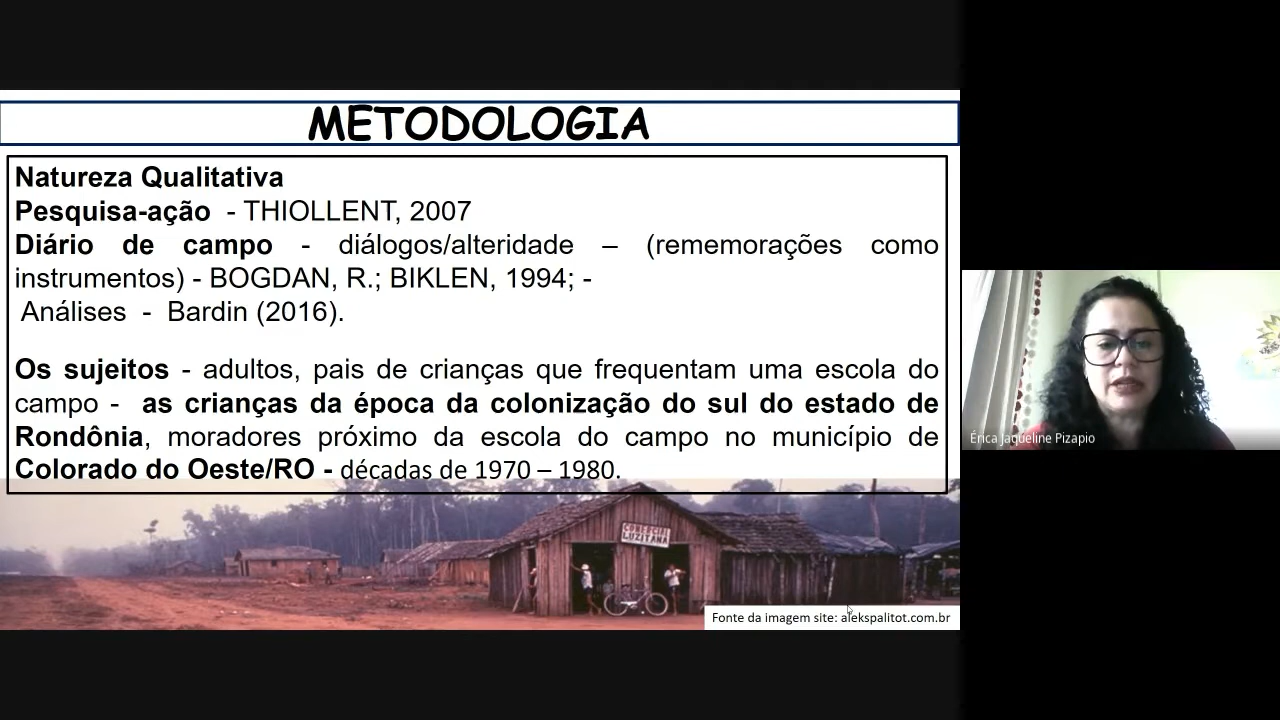 METODOLOGIA
Natureza Qualitativa
Pesquisa-ação - THIOLLENT, 2007
Diário de campo - diálogos/alteridade – (rememorações como
instrumentos) - BOGDAN, R.; BIKLEN, 1994; -
Análises - Bardin (2016).
Os sujeitos - adultos, pais de crianças que frequentam uma escola do
campo - as crianças da época da colonização do sul do estado de
Rondônia, moradores próximo da escola do campo no município de
Colorado do Oeste/RO - décadas de 1970 – 1980.
COMERCIAL
LUZITANA
Fonte da imagem site: alekspalitot.com.br
Érica Jaqueline Pizapio